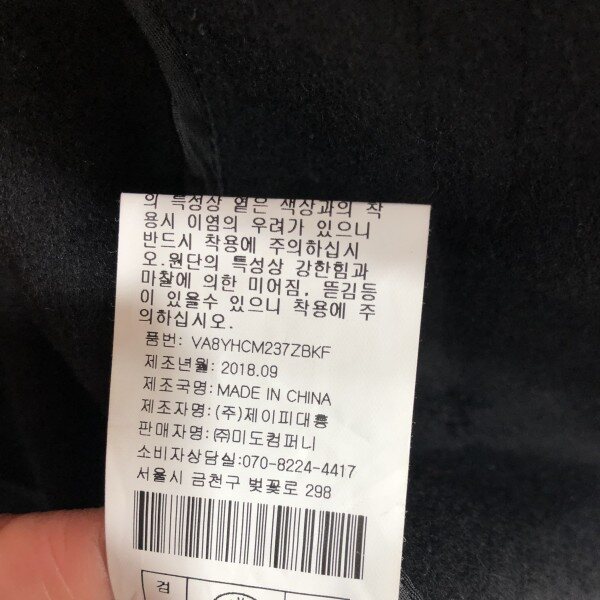 의 특성상 옅은 색상과의 착
용시 이염의 우려가 있으니
반드시 착용에 주의하십시
오.원단의 특성상 강한힘과
마찰에 의한 미어짐, 뜯김등
이 있을수 있으니 착용에 주
의하십시오.
품번: VA8YHCM237ZBKF
제조년월: 2018.09
제조국명: MADE IN CHINA
제조자명: (주)제이피대흥
판매자명: ㈜미도컴퍼니
소비자상담실:070-8224-4417
서울시 금천구 벚꽃로 298
검